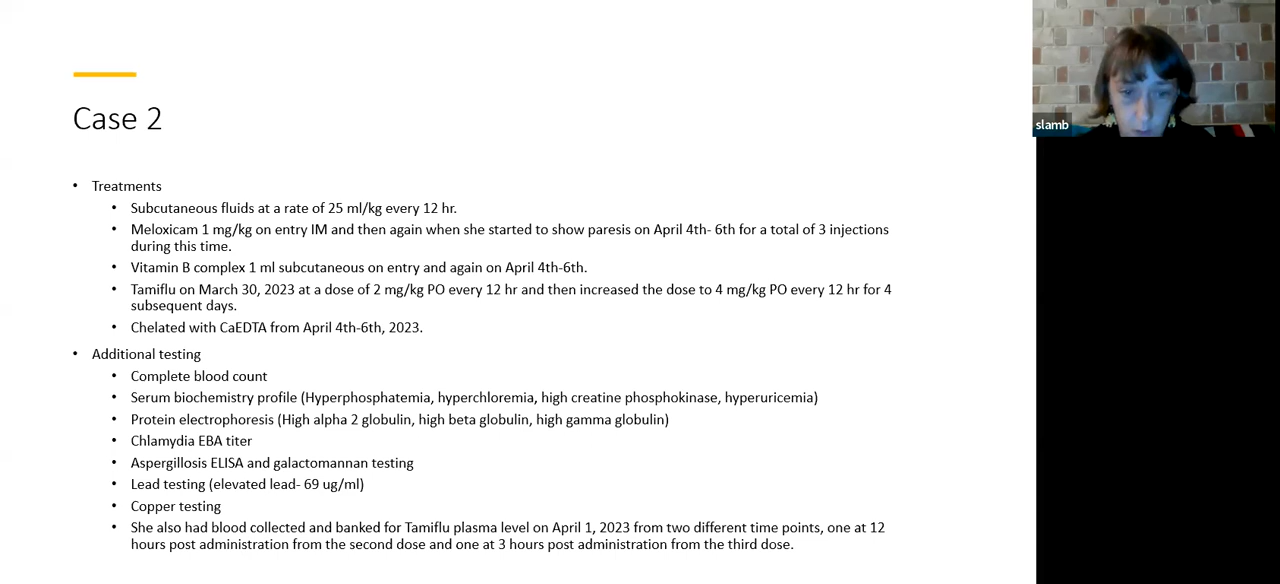 Case 2
• Treatments
• Subcutaneous fluids at a rate of 25 ml/kg every 12 hr.
• Meloxicam 1 mg/kg on entry IM and then again when she started to show paresis on April 4th- 6th for a total of 3 injections
during this time.
• Vitamin B complex 1 ml subcutaneous on entry and again on April 4th-6th.
• Tamiflu on March 30, 2023 at a dose of 2 mg/kg PO every 12 hr and then increased the dose to 4 mg/kg PO every 12 hr for 4
subsequent days.
• Chelated with CaEDTA from April 4th-6th, 2023.
• Additional testing
• Complete blood count
• Serum biochemistry profile (Hyperphosphatemia, hyperchloremia, high creatine phosphokinase, hyperuricemia)
• Protein electrophoresis (High alpha 2 globulin, high beta globulin, high gamma globulin)
• Chlamydia EBA titer
• Aspergillosis ELISA and galactomannan testing
• Lead testing (elevated lead- 69 ug/ml)
• Copper testing
• She also had blood collected and banked for Tamiflu plasma level on April 1, 2023 from two different time points, one at 12
hours post administration from the second dose and one at 3 hours post administration from the third dose.
slamb